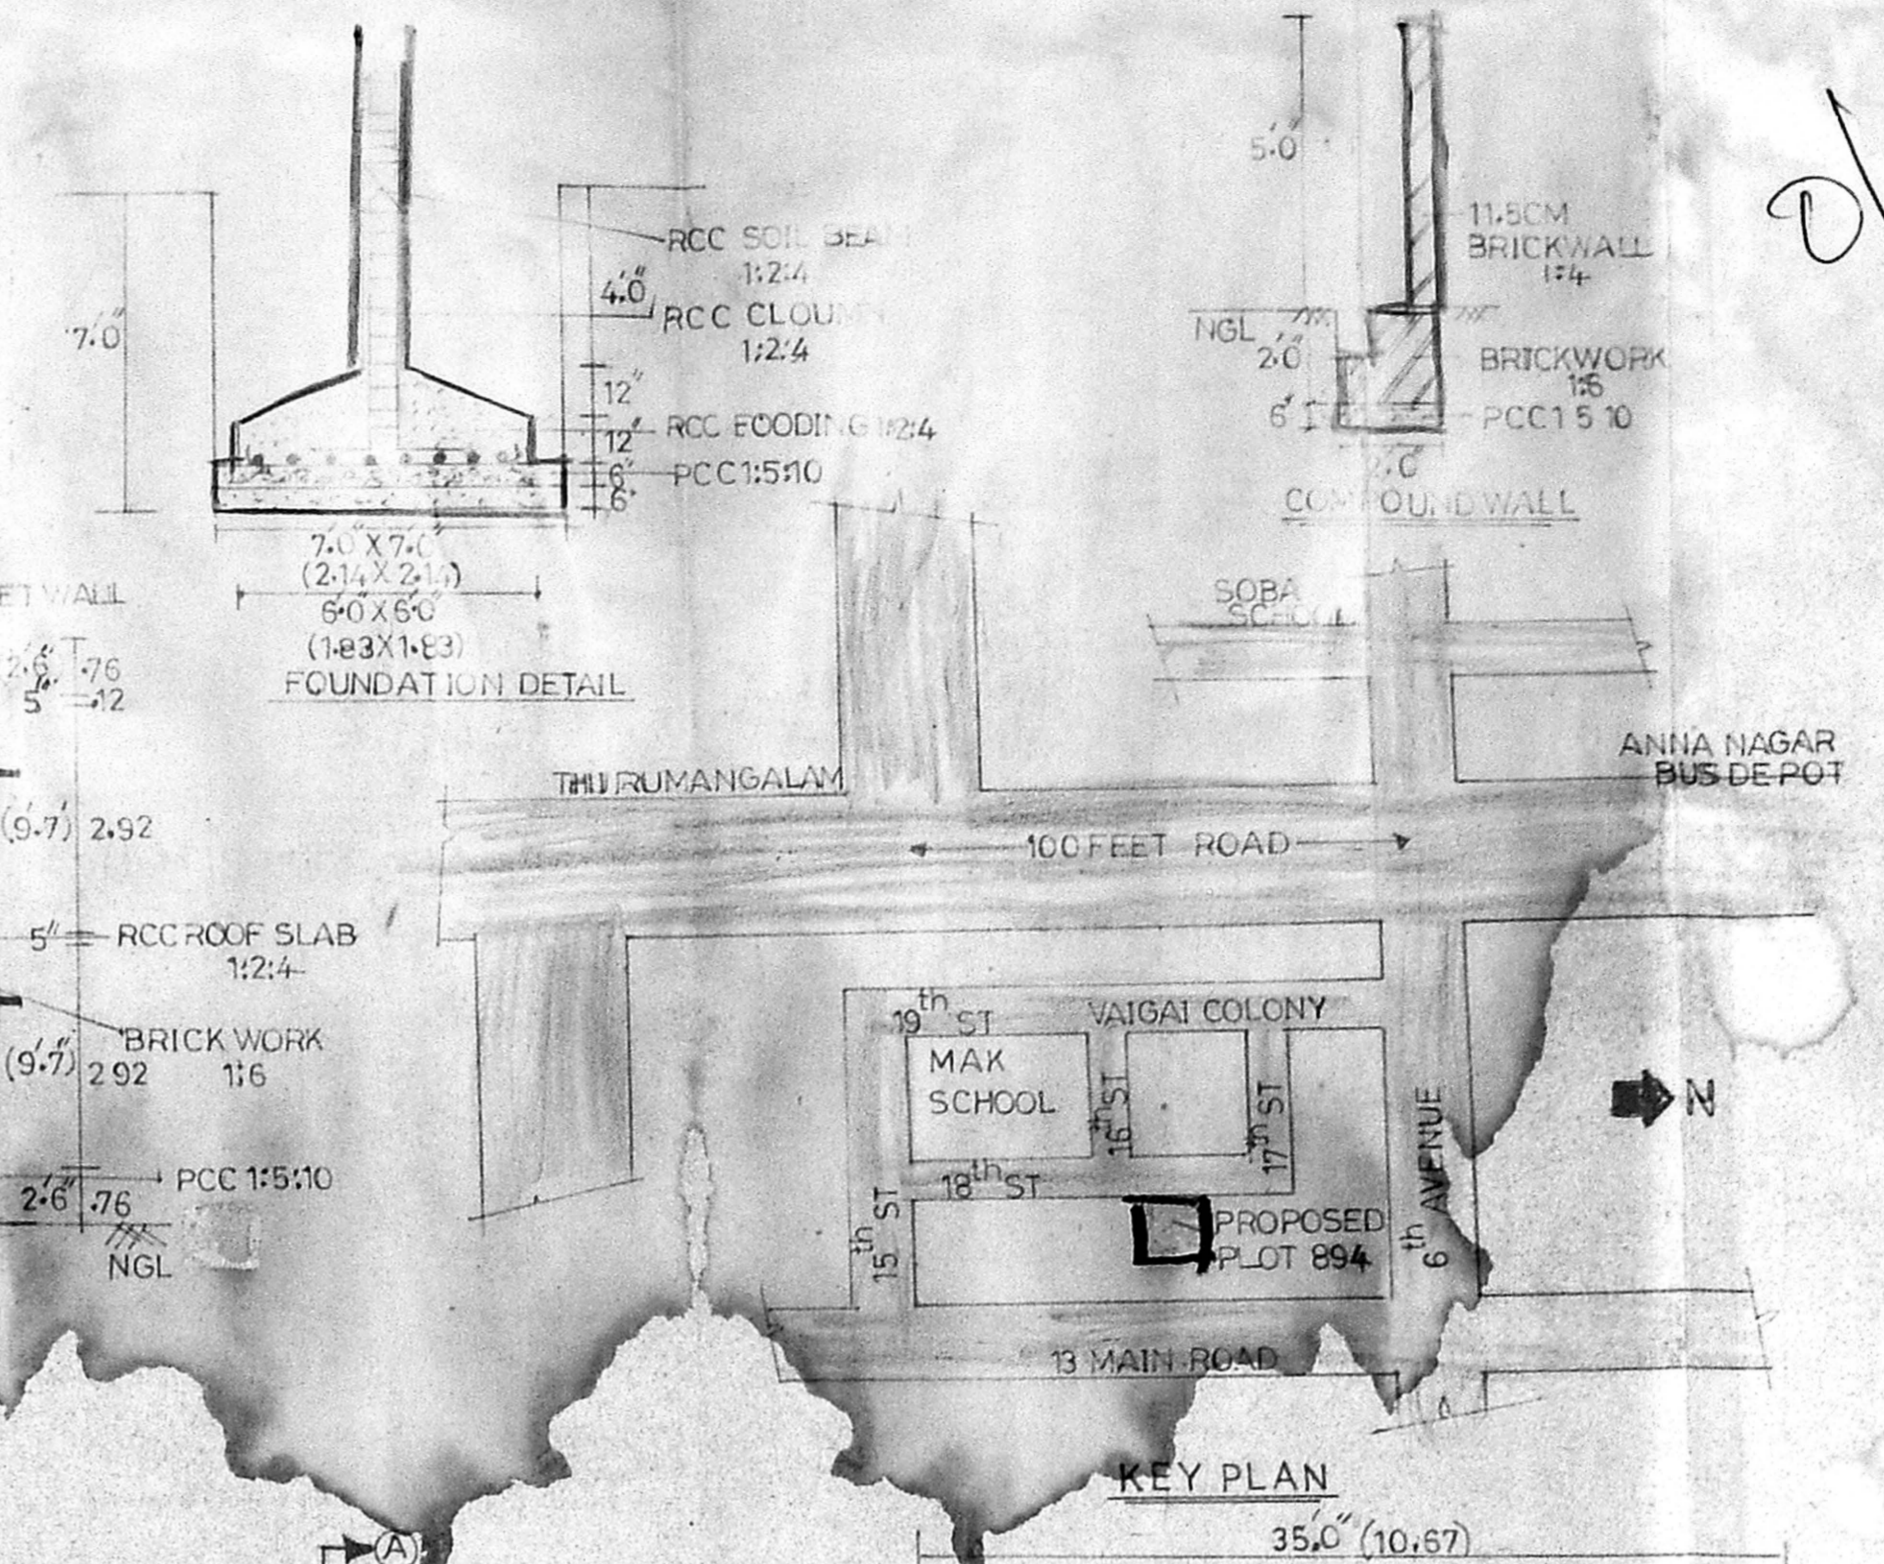 5'.0"
7'.0"
RCC SOIL BEAM
1:2:4
4'.0"
RCC CLOUMN
1:2:4
12"
RCC FOODING 1:2:4
12"
PCC 1:5:10
6"
6"
7'.0" X 7'.0"
(2.14 X 2.14)
6'.0" X 6'.0"
(1.83 X 1.83)
FOUNDATION DETAIL
11.5CM
BRICKWALL
1:4
NGL
2'.0"
BRICKWORK
1:6
6"
PCC 1 5 10
COMPOUND WALL
WALL
2'.6" .76
5" .12
(9'.7") 2.92
5" RCC ROOF SLAB
1:2:4
BRICK WORK
1:6
(9'.7") 2 92
PCC 1:5:10
2'.6" .76
NGL
SOBA
SCHOOL
ANNA NAGAR
BUS DEPOT
THIRUMANGALAM
100 FEET ROAD
19th ST
VAIGAI COLONY
MAK
SCHOOL
16th ST
17th ST
18th ST
15th ST
6th AVENUE
N
PROPOSED
PLOT 894
13 MAIN ROAD
KEY PLAN
35'.0" (10.67)
A